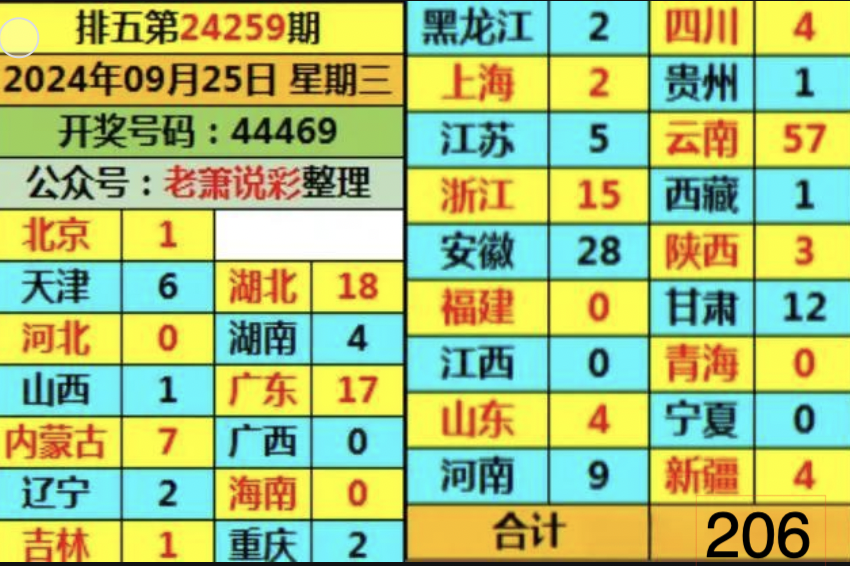 排五第24259期
2024年09月25日 星期三
开奖号码：44469
公众号：老萧说彩整理
北京 1
天津 6 湖北 18
河北 0 湖南 4
山西 1 广东 17
内蒙古 7 广西 0
辽宁 2 海南 0
吉林 1 重庆 2
黑龙江 2 四川 4
上海 2 贵州 1
江苏 5 云南 57
浙江 15 西藏 1
安徽 28 陕西 3
福建 0 甘肃 12
江西 0 青海 0
山东 4 宁夏 0
河南 9 新疆 4
合计 206